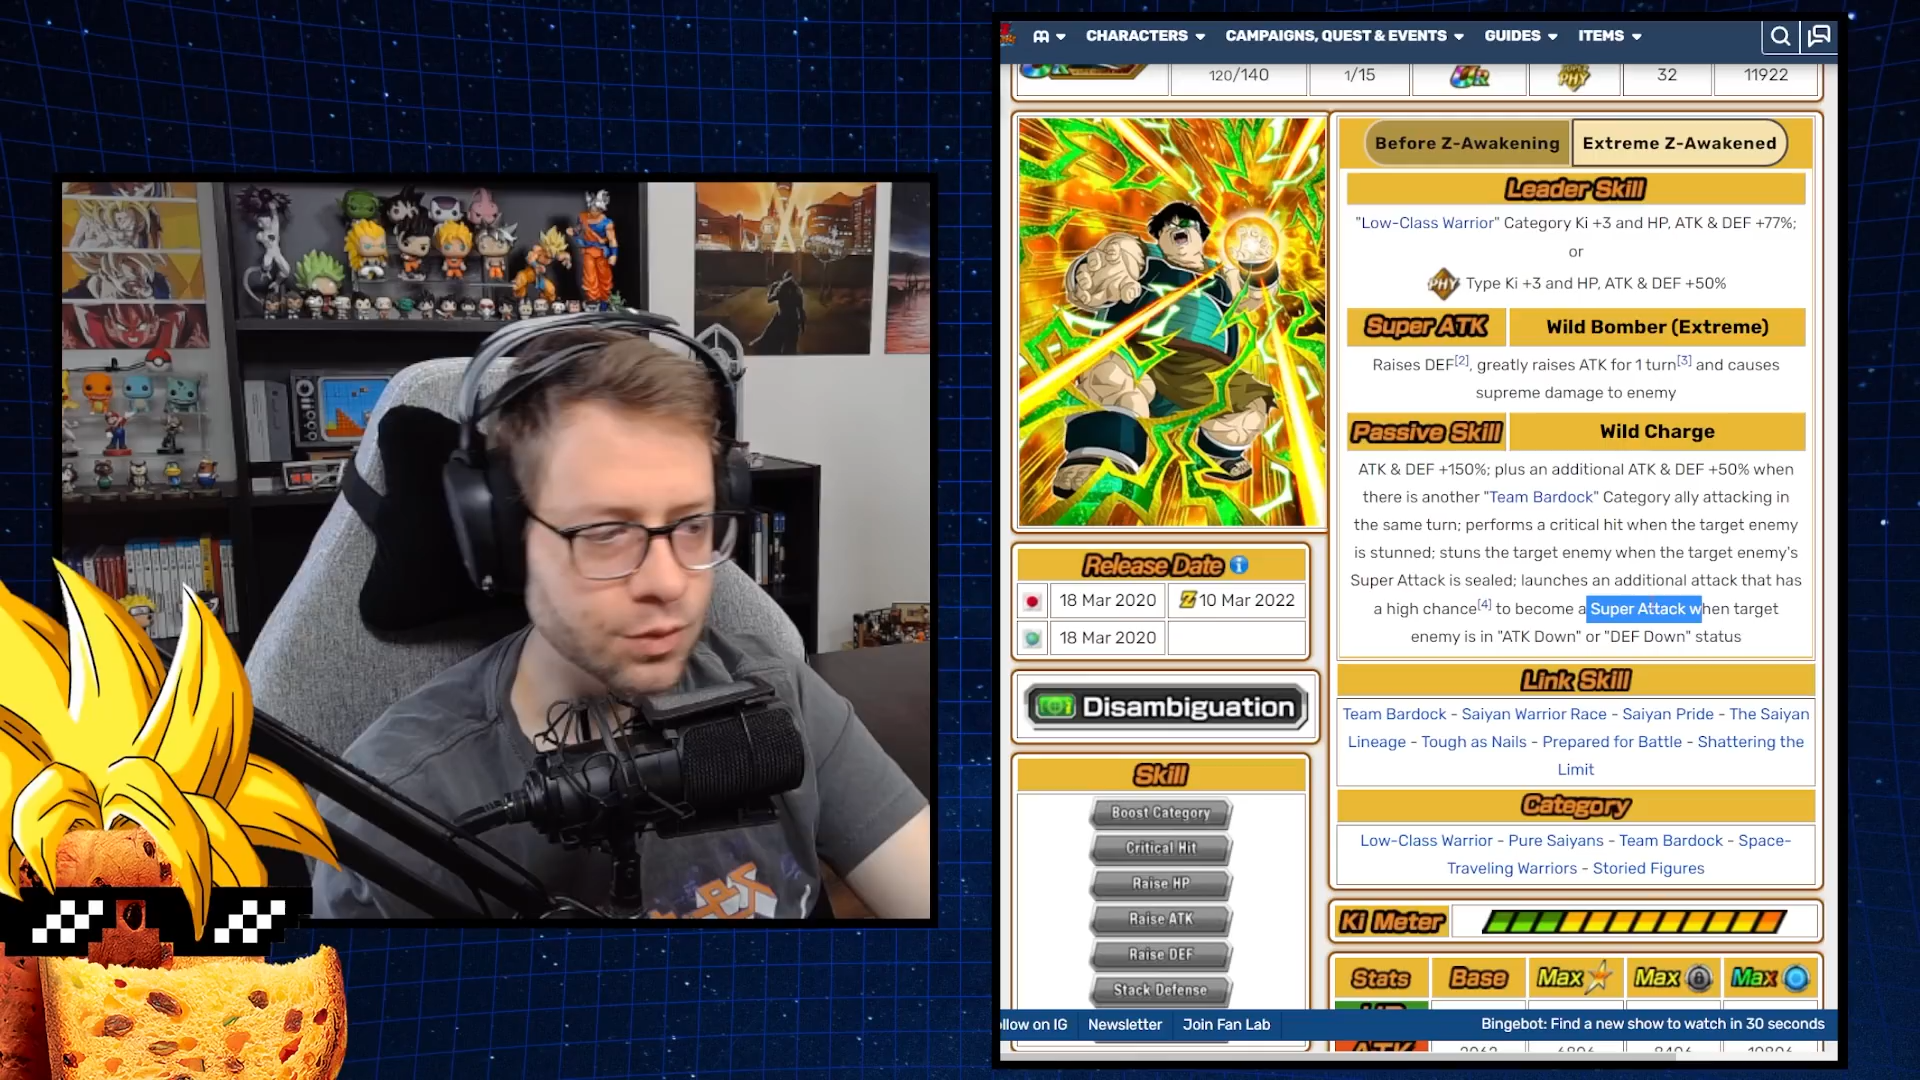 CHARACTERS CAMPAIGNS, QUEST & EVENTS GUIDES ITEMS
120/140 1/15 UR SUPER PHY 32 11922
Before Z-Awakening Extreme Z-Awakened
Leader Skill
"Low-Class Warrior" Category Ki +3 and HP, ATK & DEF +77%;
or
PHY Type Ki +3 and HP, ATK & DEF +50%
Super ATK Wild Bomber (Extreme)
Raises DEF[2], greatly raises ATK for 1 turn[3] and causes
supreme damage to enemy
Passive Skill Wild Charge
ATK & DEF +150%; plus an additional ATK & DEF +50% when
there is another "Team Bardock" Category ally attacking in
the same turn; performs a critical hit when the target enemy
is stunned; stuns the target enemy when the target enemy's
Super Attack is sealed; launches an additional attack that has
a high chance[4] to become a Super Attack when target
enemy is in "ATK Down" or "DEF Down" status
Release Date
18 Mar 2020 Z 10 Mar 2022
18 Mar 2020
Disambiguation
Link Skill
Team Bardock - Saiyan Warrior Race - Saiyan Pride - The Saiyan
Lineage - Tough as Nails - Prepared for Battle - Shattering the
Limit
Skill
Boost Category
Critical Hit
Raise HP
Raise ATK
Raise DEF
Stack Defense
Category
Low-Class Warrior - Pure Saiyans - Team Bardock - Space-
Traveling Warriors - Storied Figures
Ki Meter
Stats Base Max Max Max
ollow on IG Newsletter Join Fan Lab Bingebot: Find a new show to watch in 30 seconds
ATK